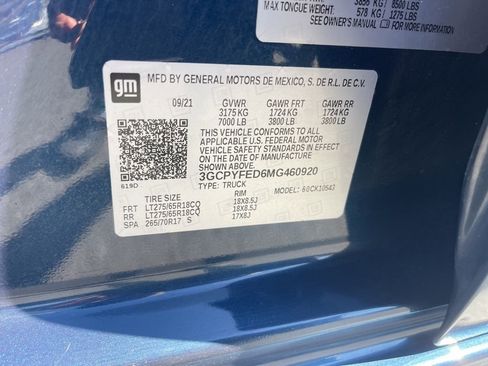 3856 KG / 8500 LBS
MAX TONGUE WEIGHT: 578 KG / 1275 LBS
SEE OWNER'S MANUAL FOR MORE INFORMATION
gm
MFD BY GENERAL MOTORS DE MEXICO, S. DE R.L. DE C.V.
09/21 GVWR GAWR FRT GAWR RR
3175 KG 1724 KG 1724 KG
7000 LB 3800 LB 3800 LB
THIS VEHICLE CONFORMS TO ALL
APPLICABLE U.S. FEDERAL MOTOR
VEHICLE SAFETY STANDARDS IN EFFECT
ON THE DATE OF MANUFACTURE SHOWN ABOVE.
3GCPYFED6MG460920
TYPE: TRUCK MODEL:
619D
TIRE SIZE RIM
FRT LT275/65R18CQ 18X8.5J
RR LT275/65R18CQ 18X8.5J
SPA 265/70R17 S 17X8J